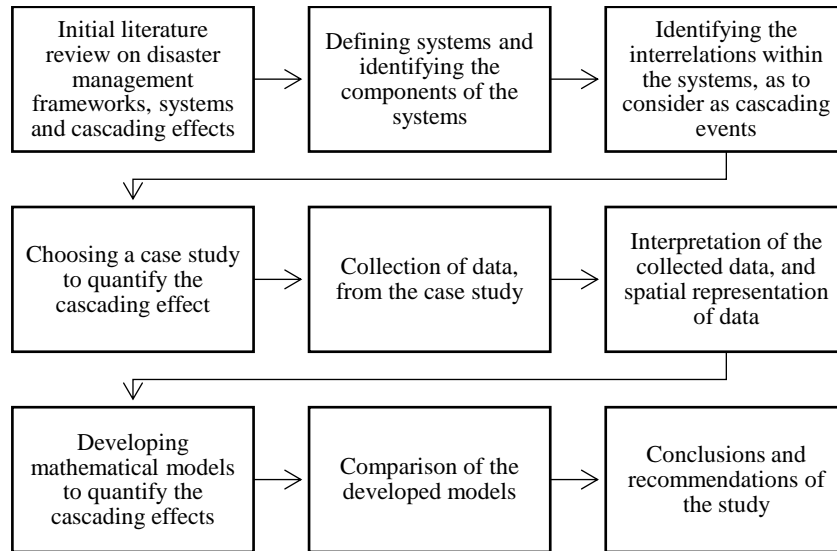 Initial literature
review on disaster
management
frameworks, systems
and cascading effects
Defining systems and
identifying the
components of the
systems
Identifying the
interrelations within
the systems, as to
consider as cascading
events
Choosing a case study
to quantify the
cascading effect
Collection of data,
from the case study
Interpretation of the
collected data, and
spatial representation
of data
Developing
mathematical models
to quantify the
cascading effects
Comparison of the
developed models
Conclusions and
recommendations of
the study